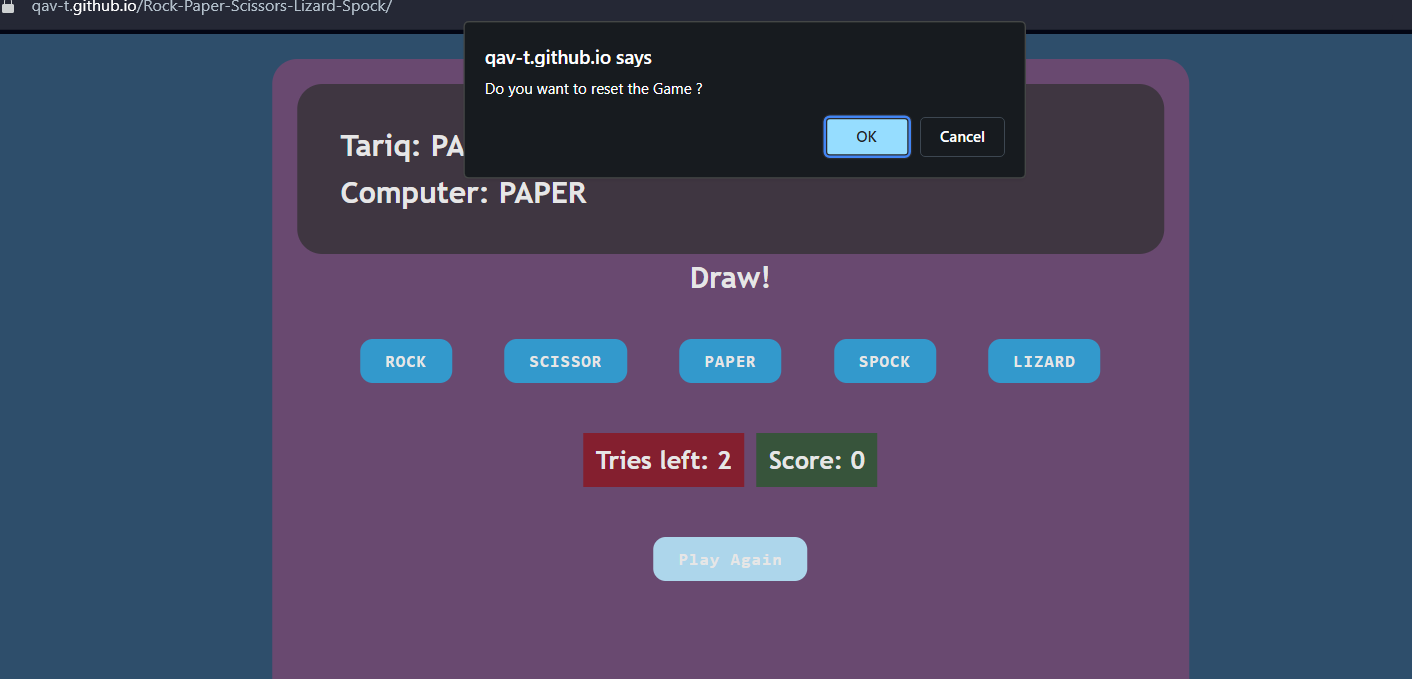 qav-t.github.io/Rock-Paper-Scissors-Lizard-Spock/
qav-t.github.io says
Do you want to reset the Game ?
OK
Cancel
Tariq: PA
Computer: PAPER
Draw!
ROCK
SCISSOR
PAPER
SPOCK
LIZARD
Tries left: 2
Score: 0
Play Again